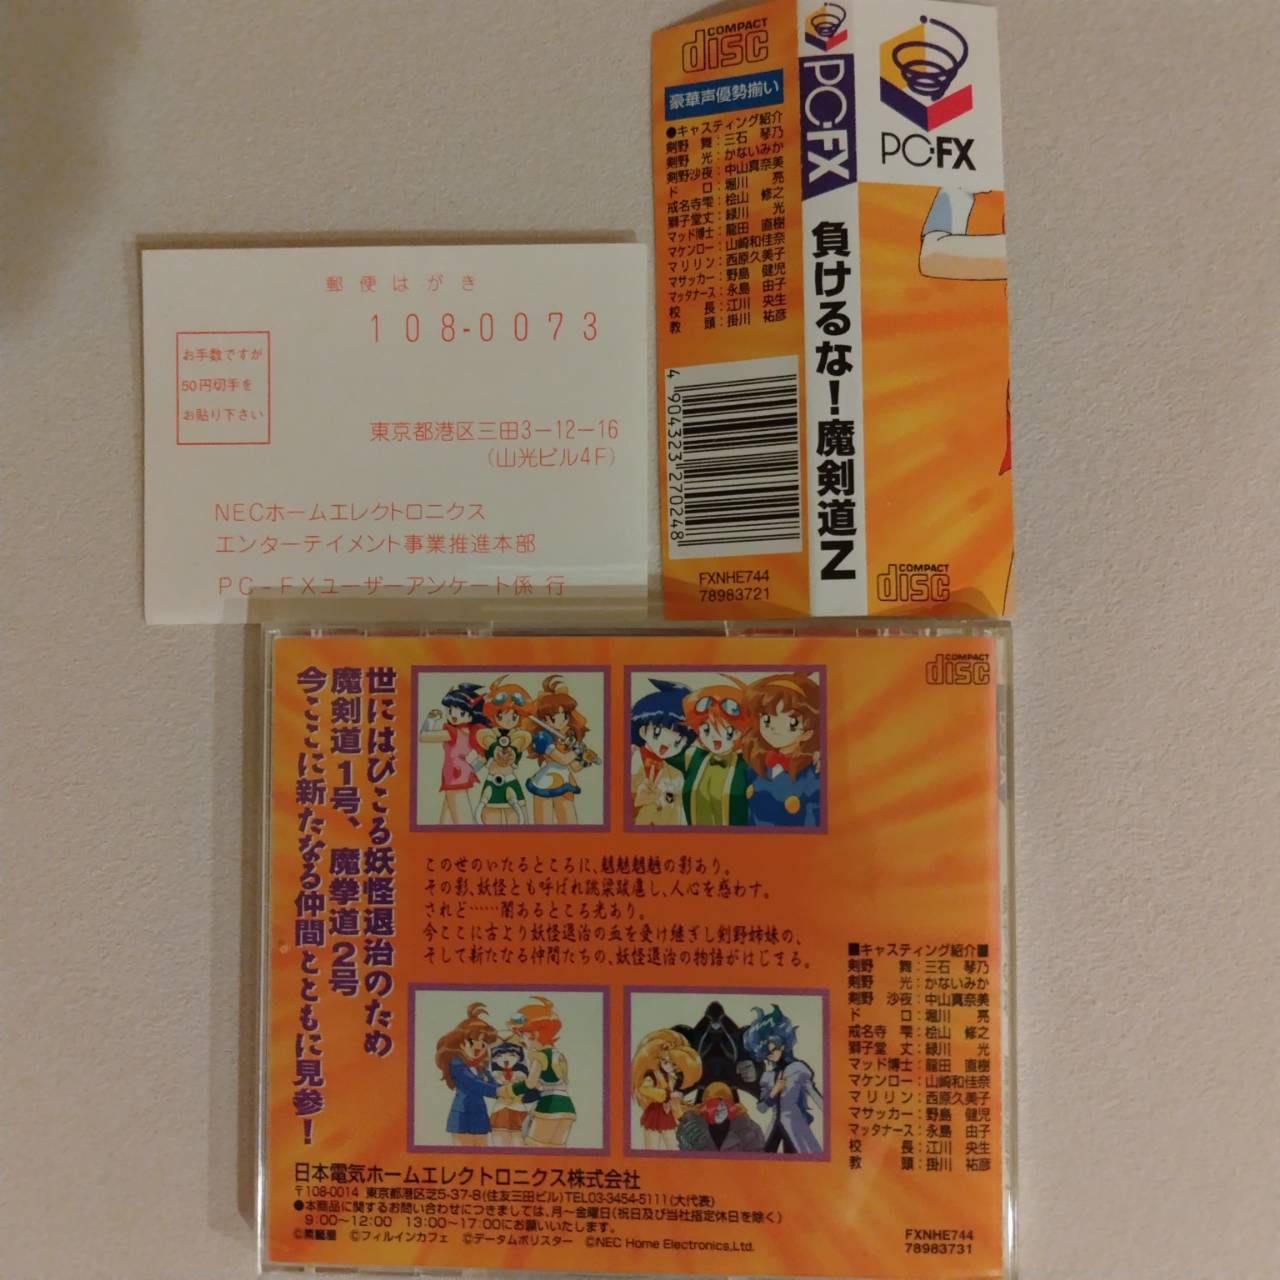 郵便はがき
108-0073
お手数ですが
50円切手を
お貼り下さい
東京都港区三田3-12-16
(山光ビル4F)
NECホームエレクトロニクス
エンターテイメント事業推進本部
PC-FXユーザーアンケート係 行
COMPACT
disc
豪華声優勢揃い
●キャスティング紹介
剣野 舞:三石 琴乃
剣野 光:かないみか
剣野沙夜:中山真奈美
ド ロ:堀川 亮
戒名寺雫:桧山 修之
獅子堂丈:緑川 光
マッド博士:龍田 直樹
マケンロー:山崎和佳奈
マリリン:西原久美子
マサッカー:野島 健児
マッタナース:永島 由子
校 長:江川 央生
教 頭:掛川 祐彦
4 904323 270248
FXNHE744
78983721
PC-FX
負けるな!魔剣道Z
PC-FX
COMPACT
disc
COMPACT
disc
世にはびこる妖怪退治のため
魔剣道1号、魔拳道2号
今ここに新たなる仲間とともに見参!
この世のいたるところに、魑魅魍魎の影あり。
その影、妖怪とも呼ばれ跳梁跋扈し、人心を惑わす。
されど……闇あるところ光あり。
今ここに古より妖怪退治の血を受け継ぎし剣野姉妹の、
そして新たなる仲間たちの、妖怪退治の物語がはじまる。
■キャスティング紹介■
剣野 舞:三石 琴乃
剣野 光:かないみか
剣野 沙夜:中山真奈美
ド ロ:堀川 亮
戒名寺 雫:桧山 修之
獅子堂 丈:緑川 光
マッド博士:龍田 直樹
マケンロー:山崎和佳奈
マリリン:西原久美子
マサッカー:野島 健児
マッタナース:永島 由子
校 長:江川 央生
教 頭:掛川 祐彦
日本電気ホームエレクトロニクス株式会社
〒108-0014 東京都港区芝5-37-8(住友三田ビル)TEL03-3454-5111(大代表)
●本商品に関するお問い合わせにつきましては、月〜金曜日(祝日及び当社指定休日を除く)
9:00〜12:00 13:00〜17:00にお願いいたします。
©フィルインカフェ ©データムポリスター ©NEC Home Electronics,Ltd.
FXNHE744
78983731